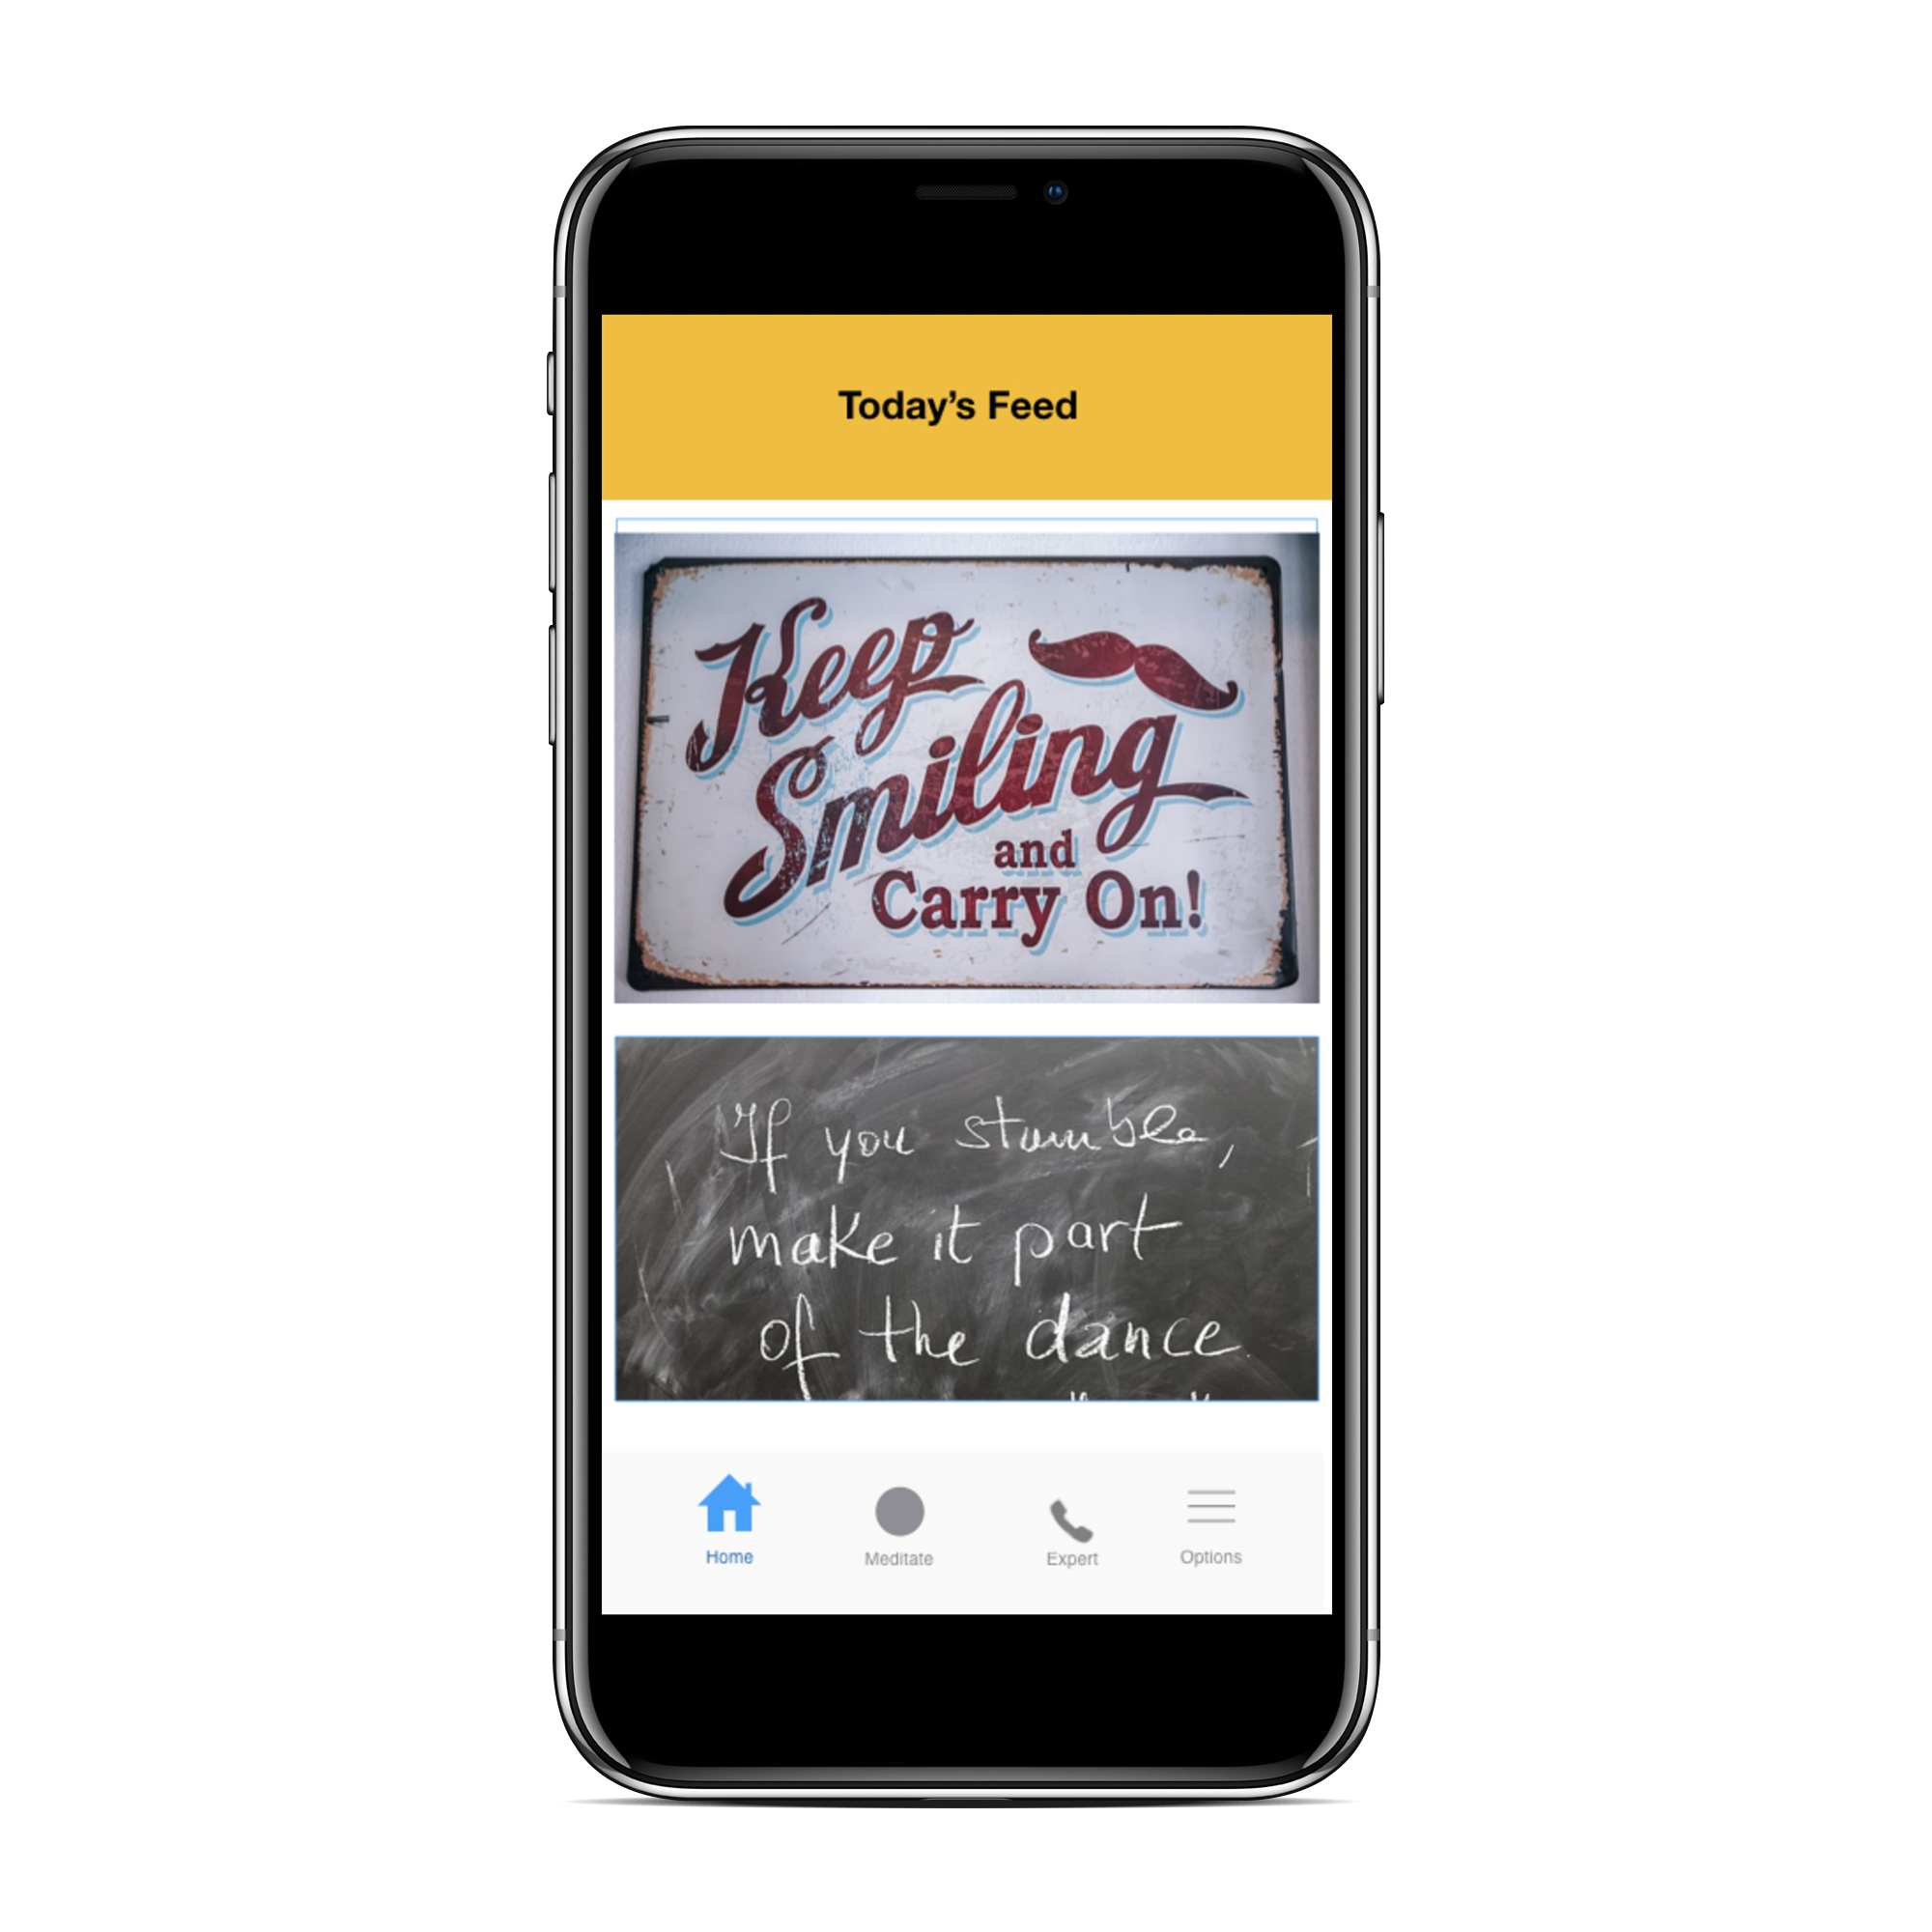 Today’s Feed
Keep
Smiling
and
Carry On!
If you stumble,
make it part
of the dance.
Home Meditate Expert Options